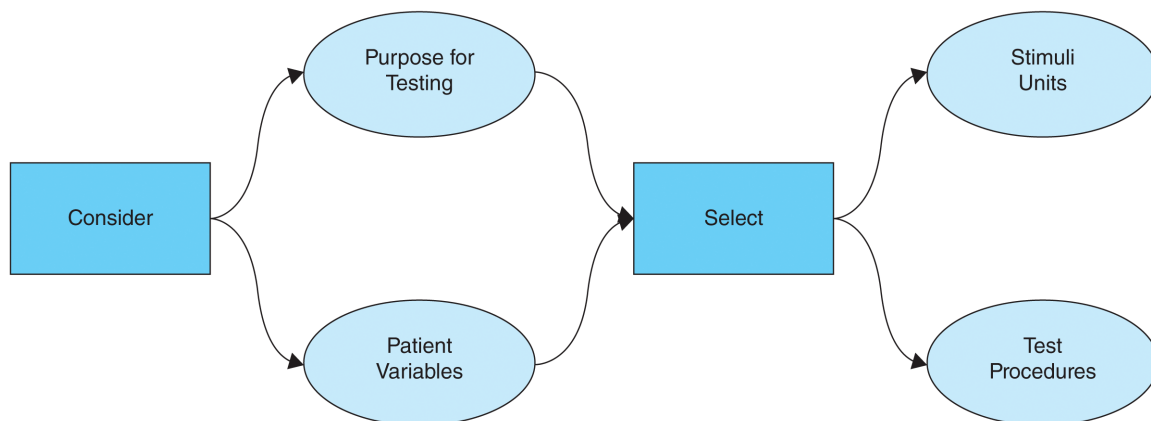 Purpose for
Testing
Stimuli
Units
Consider
Select
Patient
Variables
Test
Procedures